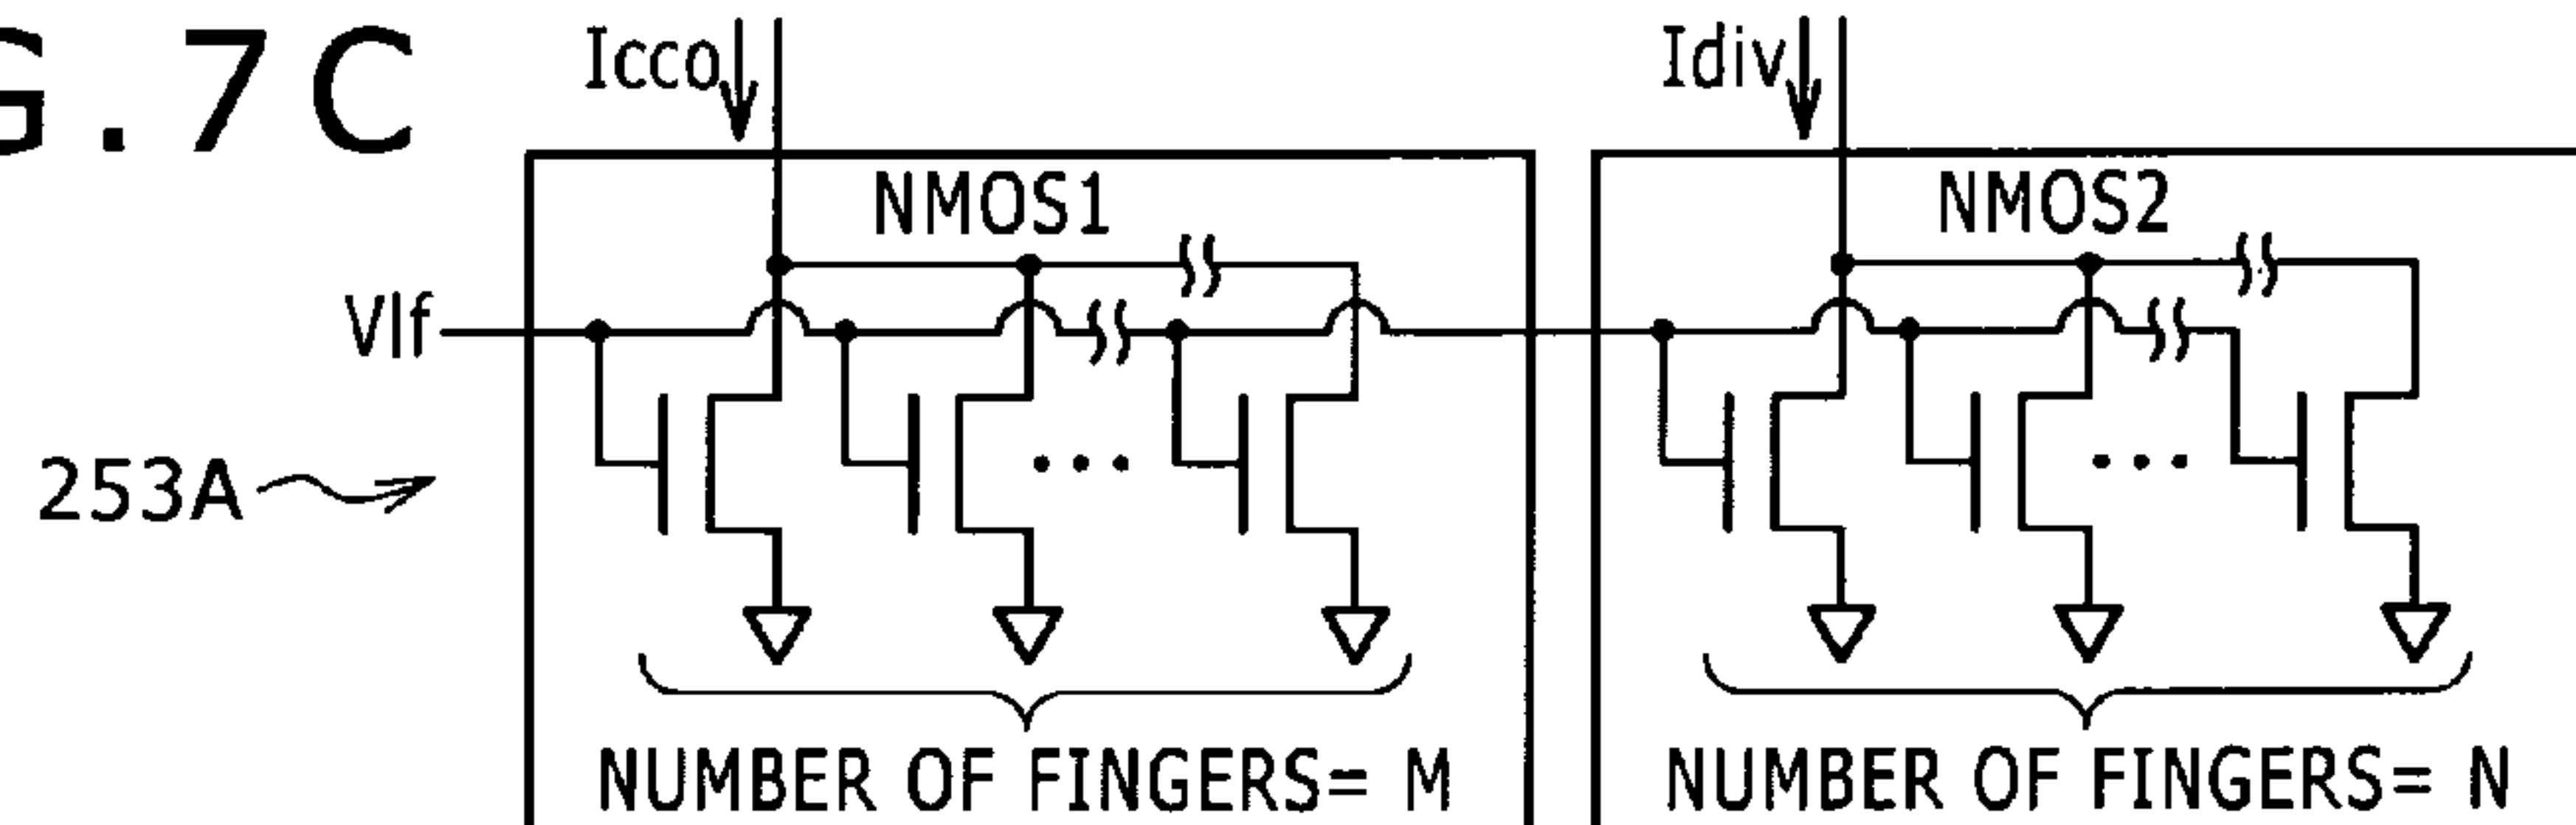 G.7C
Icco
Idiv
NMOS1
NMOS2
Vlf
253A
NUMBER OF FINGERS= M
NUMBER OF FINGERS= N